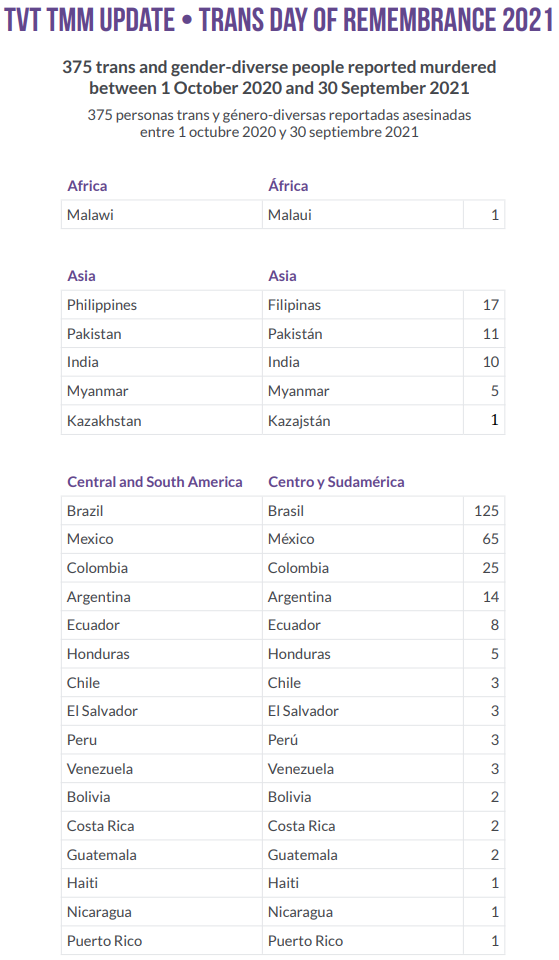 TVT TMM UPDATE • TRANS DAY OF REMEMBRANCE 2021
375 trans and gender-diverse people reported murdered
between 1 October 2020 and 30 September 2021
375 personas trans y género-diversas reportadas asesinadas
entre 1 octubre 2020 y 30 septiembre 2021
Africa África
Malawi Malaui 1
Asia Asia
Philippines Filipinas 17
Pakistan Pakistán 11
India India 10
Myanmar Myanmar 5
Kazakhstan Kazajstán 1
Central and South America Centro y Sudamérica
Brazil Brasil 125
Mexico México 65
Colombia Colombia 25
Argentina Argentina 14
Ecuador Ecuador 8
Honduras Honduras 5
Chile Chile 3
El Salvador El Salvador 3
Peru Perú 3
Venezuela Venezuela 3
Bolivia Bolivia 2
Costa Rica Costa Rica 2
Guatemala Guatemala 2
Haiti Haiti 1
Nicaragua Nicaragua 1
Puerto Rico Puerto Rico 1